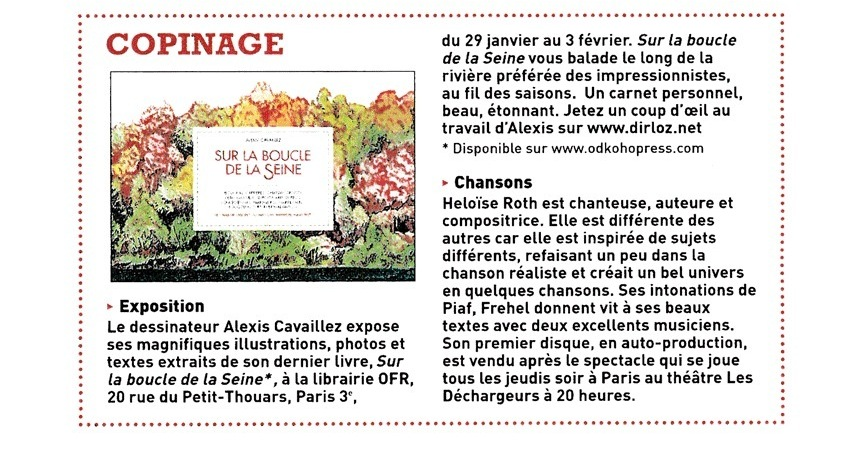 COPINAGE
SUR LA BOUCLE
DE LA SEINE
▸ Exposition
Le dessinateur Alexis Cavaillez expose
ses magnifiques illustrations, photos et
textes extraits de son dernier livre, Sur
la boucle de la Seine*, à la librairie OFR,
20 rue du Petit-Thouars, Paris 3e,
du 29 janvier au 3 février. Sur la boucle
de la Seine vous balade le long de la
rivière préférée des impressionnistes,
au fil des saisons. Un carnet personnel,
beau, étonnant. Jetez un coup d'œil au
travail d'Alexis sur www.dirloz.net
* Disponible sur www.odkohopress.com
▸ Chansons
Heloïse Roth est chanteuse, auteure et
compositrice. Elle est différente des
autres car elle est inspirée de sujets
différents, refaisant un peu dans la
chanson réaliste et créait un bel univers
en quelques chansons. Ses intonations de
Piaf, Frehel donnent vit à ses beaux
textes avec deux excellents musiciens.
Son premier disque, en auto-production,
est vendu après le spectacle qui se joue
tous les jeudis soir à Paris au théâtre Les
Déchargeurs à 20 heures.